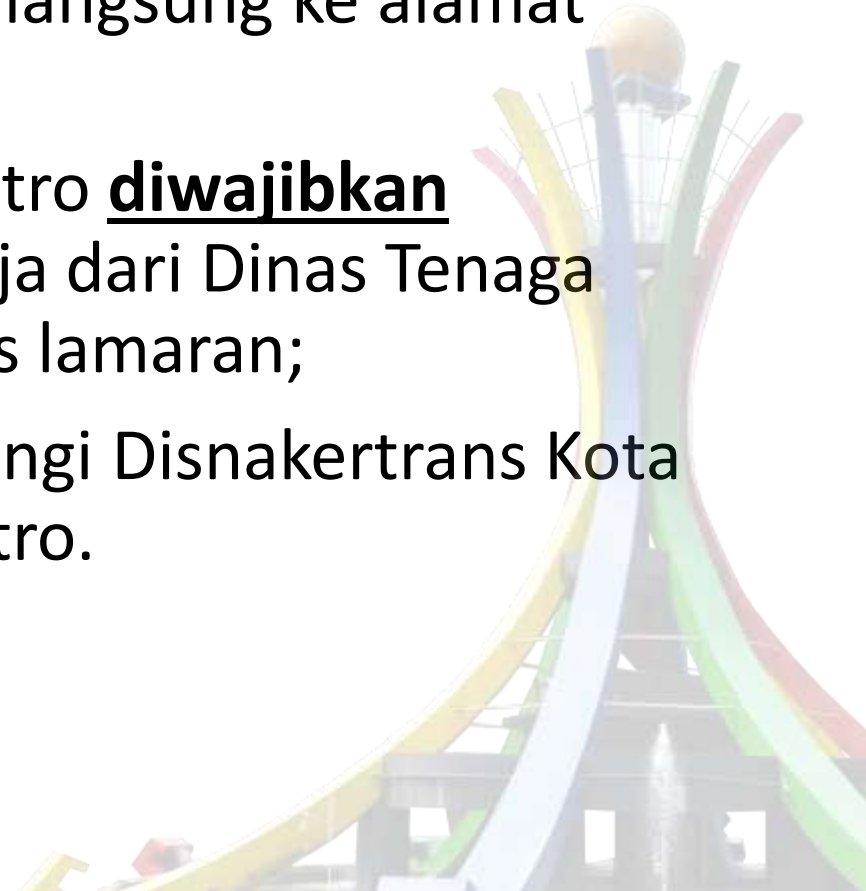 langsung ke alamat
tro diwajibkan
ja dari Dinas Tenaga
s lamaran;
ngi Disnakertrans Kota
tro.